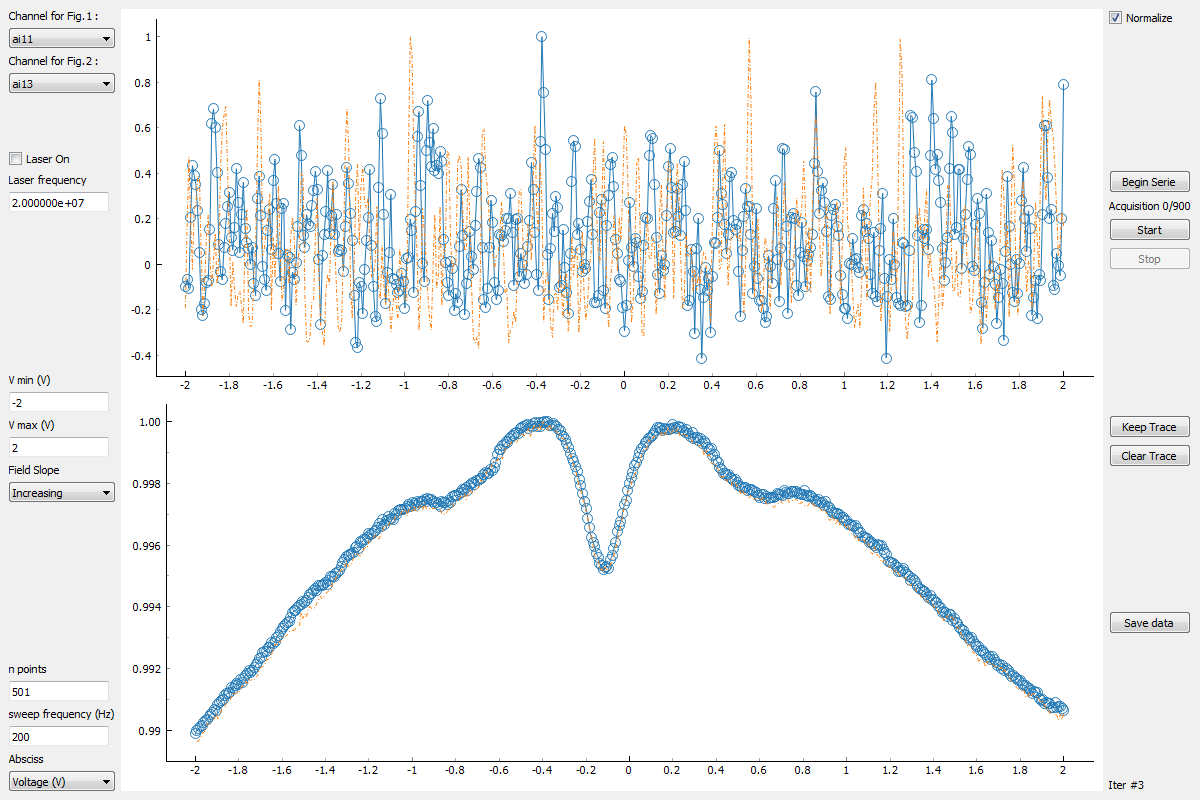 Channel for Fig.1 :
ai11
Channel for Fig.2 :
ai13
Laser On
Laser frequency
2.000000e+07
V min (V)
-2
V max (V)
2
Field Slope
Increasing
n points
501
sweep frequency (Hz)
200
Absciss
Voltage (V)
1
0.8
0.6
0.4
0.2
0
-0.2
-0.4
-2 -1.8 -1.6 -1.4 -1.2 -1 -0.8 -0.6 -0.4 -0.2 0 0.2 0.4 0.6 0.8 1 1.2 1.4 1.6 1.8 2
1.00
0.998
0.996
0.994
0.992
0.99
-2 -1.8 -1.6 -1.4 -1.2 -1 -0.8 -0.6 -0.4 -0.2 0 0.2 0.4 0.6 0.8 1 1.2 1.4 1.6 1.8 2
Normalize
Begin Serie
Acquisition 0/900
Start
Stop
Keep Trace
Clear Trace
Save data
Iter #3